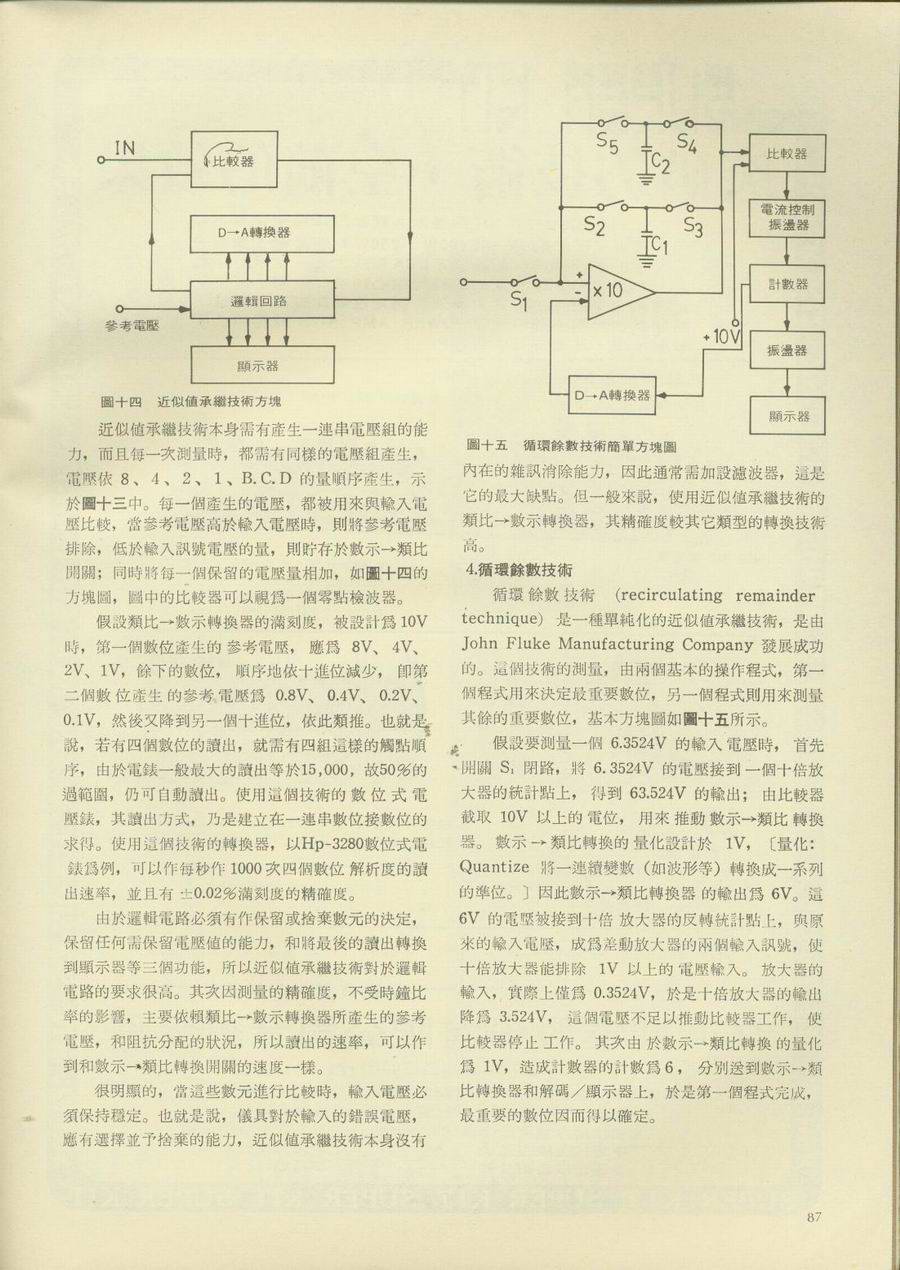 IN
比較器
D→A轉換器
邏輯回路
參考電壓
顯示器
圖十四 近似値承繼技術方塊
近似値承繼技術本身需有產生一連串電壓組的能
力，而且每一次測量時，都需有同樣的電壓組產生，
電壓依 8、4、2、1、B.C.D 的量順序產生，示
於圖十三中。每一個產生的電壓，都被用來與輸入電
壓比較，當參考電壓高於輸入電壓時，則將參考電壓
排除，低於輸入訊號電壓的量，則貯存於數示→類比
開關；同時將每一個保留的電壓量相加，如圖十四的
方塊圖，圖中的比較器可以視爲一個零點檢波器。
假設類比→數示轉換器的滿刻度，被設計爲 10V
時，第一個數位產生的參考電壓，應爲 8V、4V、
2V、1V，餘下的數位，順序地依十進位減少，卽第
二個數位產生的參考電壓爲 0.8V、0.4V、0.2V、
0.1V，然後又降到另一個十進位，依此類推。也就是
說，若有四個數位的讀出，就需有四組這樣的觸點順
序，由於電錶一般最大的讀出等於15,000，故50%的
過範圍，仍可自動讀出。使用這個技術的數位式電
壓錶，其讀出方式，乃是建立在一連串數位接數位的
求得。使用這個技術的轉換器，以Hp-3280數位式電
錶爲例，可以作每秒作 1000 次四個數位解析度的讀
出速率，並且有 ±0.02%滿刻度的精確度。
由於邏輯電路必須有作保留或捨棄數元的決定，
保留任何需保留電壓値的能力，和將最後的讀出轉換
到顯示器等三個功能，所以近似値承繼技術對於邏輯
電路的要求很高。其次因測量的精確度，不受時鐘比
率的影響，主要依賴類比→數示轉換器所產生的參考
電壓，和阻抗分配的狀況，所以讀出的速率，可以作
到和數示→類比轉換開關的速度一樣。
很明顯的，當這些數元進行比較時，輸入電壓必
須保持穩定。也就是說，儀具對於輸入的錯誤電壓，
應有選擇並予捨棄的能力，近似値承繼技術本身沒有
S5
S4
C2
S2
S3
C1
S1
+
-
×10
+10V
D→A轉換器
比較器
電流控制
振盪器
計數器
振盪器
顯示器
圖十五 循環餘數技術簡單方塊圖
內在的雜訊消除能力，因此通常需加設濾波器，這是
它的最大缺點。但一般來說，使用近似値承繼技術的
類比→數示轉換器，其精確度較其它類型的轉換技術
高。
4.循環餘數技術
循環餘數技術 (recirculating remainder
technique) 是一種單純化的近似値承繼技術，是由
John Fluke Manufacturing Company 發展成功
的。這個技術的測量，由兩個基本的操作程式，第一
個程式用來決定最重要數位，另一個程式則用來測量
其餘的重要數位，基本方塊圖如圖十五所示。
假設要測量一個 6.3524V 的輸入電壓時，首先
開關 S₁ 閉路，將 6.3524V 的電壓接到一個十倍放
大器的統計點上，得到 63.524V 的輸出；由比較器
截取 10V 以上的電位，用來推動數示→類比轉換
器。數示→類比轉換的量化設計於 1V，〔量化：
Quantize 將一連續變數（如波形等）轉換成一系列
的準位。〕因此數示→類比轉換器的輸出爲 6V。這
6V 的電壓被接到十倍放大器的反轉統計點上，與原
來的輸入電壓，成爲差動放大器的兩個輸入訊號，使
十倍放大器能排除 1V 以上的電壓輸入。放大器的
輸入，實際上僅爲 0.3524V，於是十倍放大器的輸出
降爲 3.524V，這個電壓不足以推動比較器工作，使
比較器停止工作。其次由於數示→類比轉換的量化
爲 1V，造成計數器的計數爲6，分別送到數示→類
比轉換器和解碼／顯示器上，於是第一個程式完成，
最重要的數位因而得以確定。
87